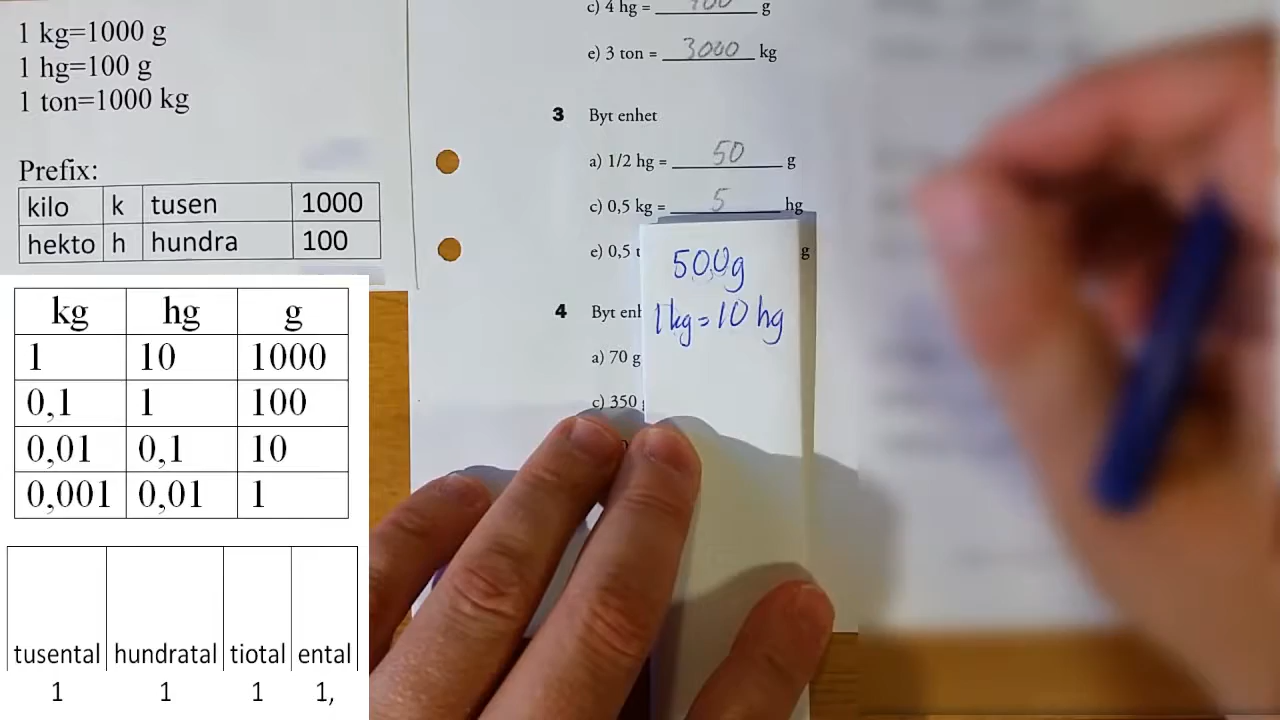 1 kg=1000 g
1 hg=100 g
1 ton=1000 kg
Prefix:
kilo k tusen 1000
hekto h hundra 100
kg hg g
1 10 1000
0,1 1 100
0,01 0,1 10
0,001 0,01 1
tusental hundratal tiotal ental
1 1 1 1,
c) 4 hg = g
e) 3 ton = 3000 kg
3 Byt enhet
a) 1/2 hg = 50 g
c) 0,5 kg = 5 hg
e) 0,5 g
4 Byt
a) 70 g
c) 350
500g
1 kg=10 hg